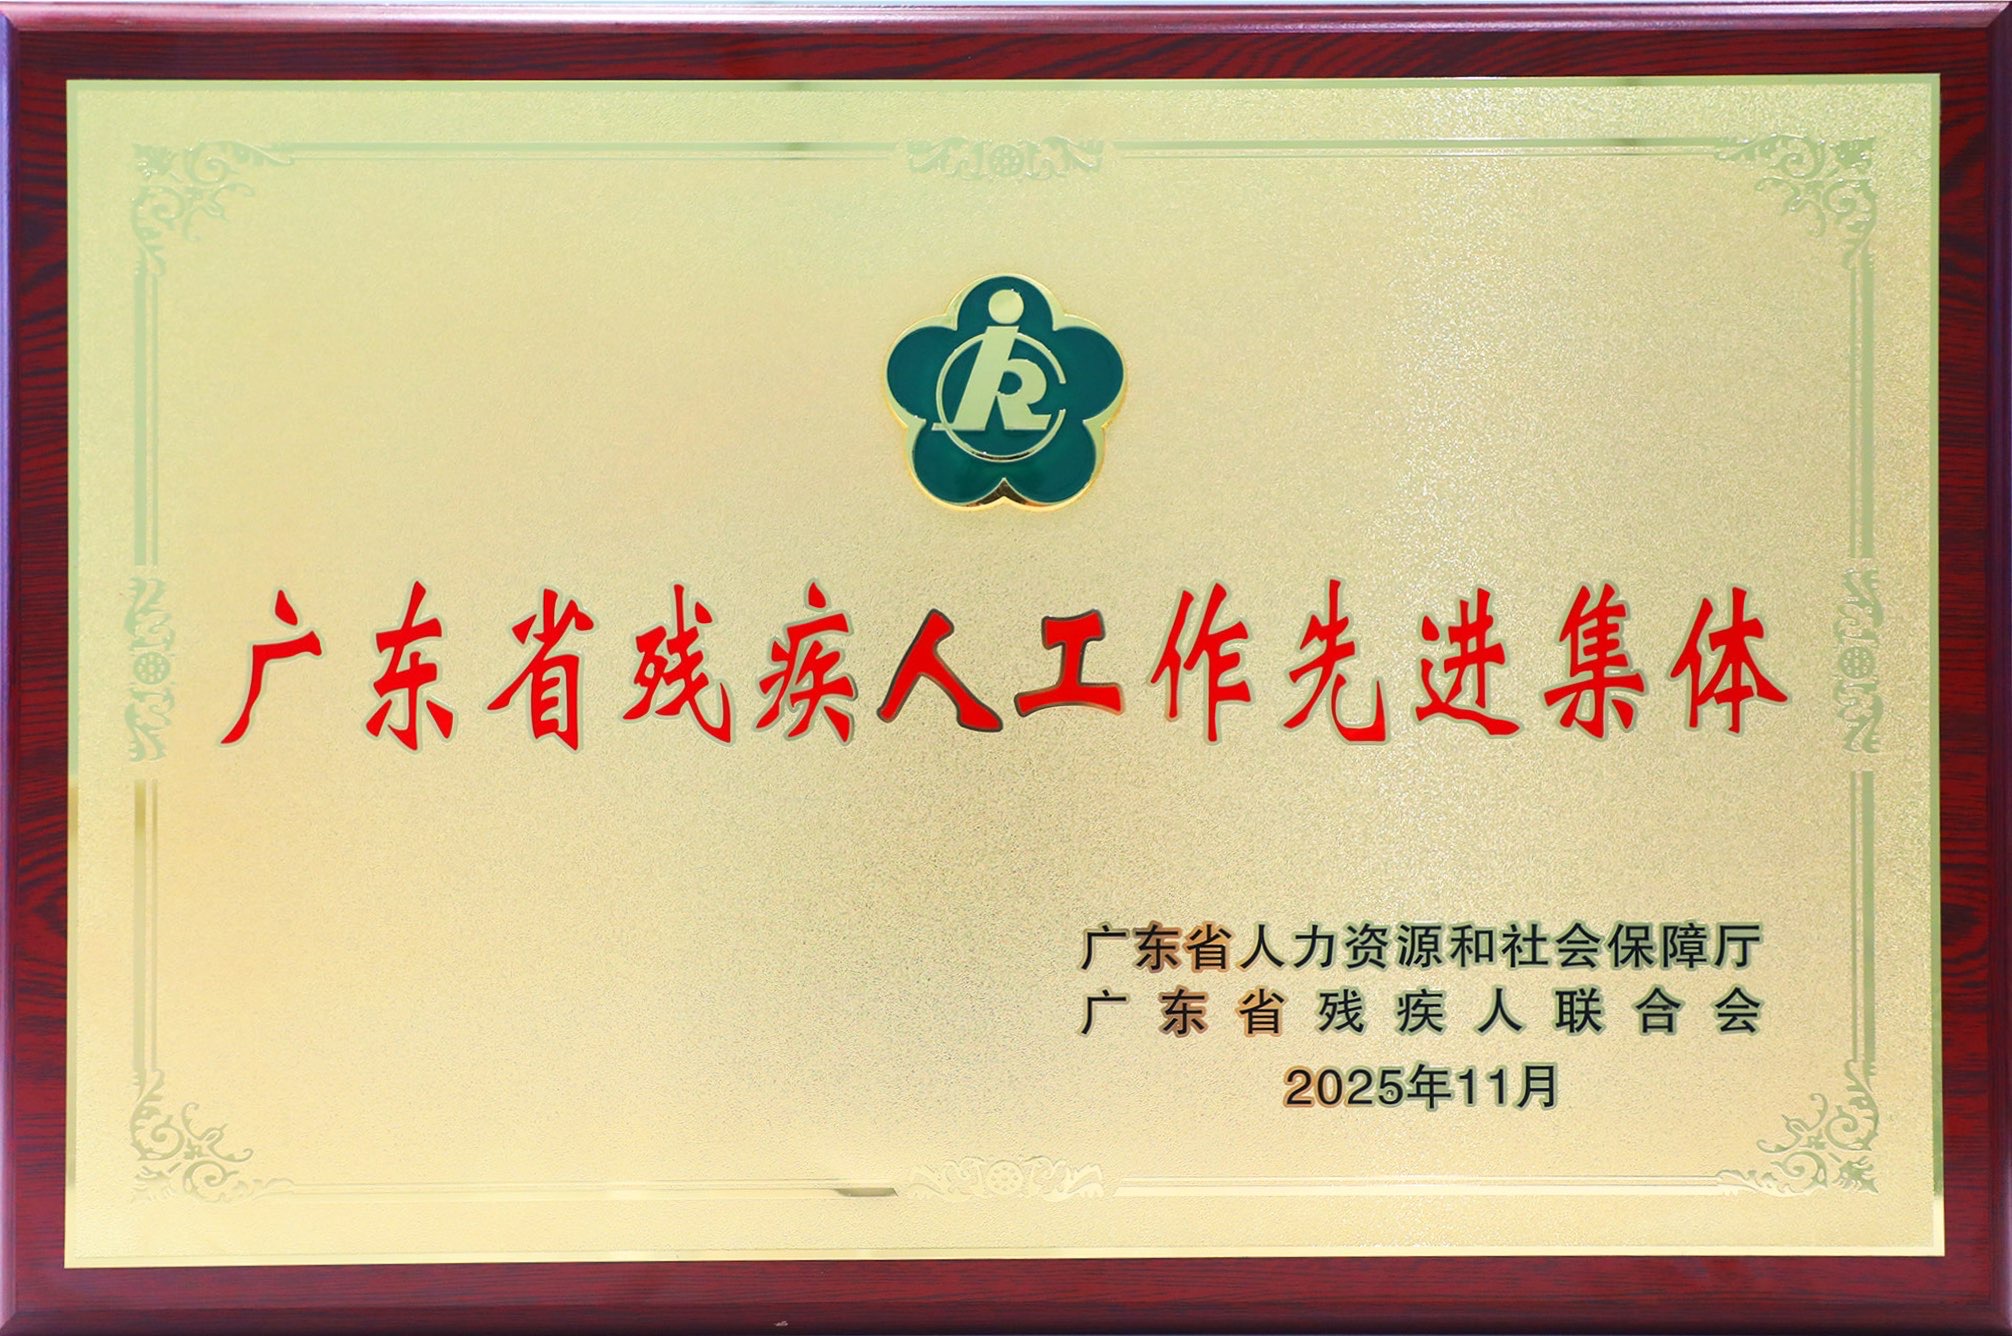 广东省残疾人工作先进集体
广东省人力资源和社会保障厅
广东省残疾人联合会
2025年11月